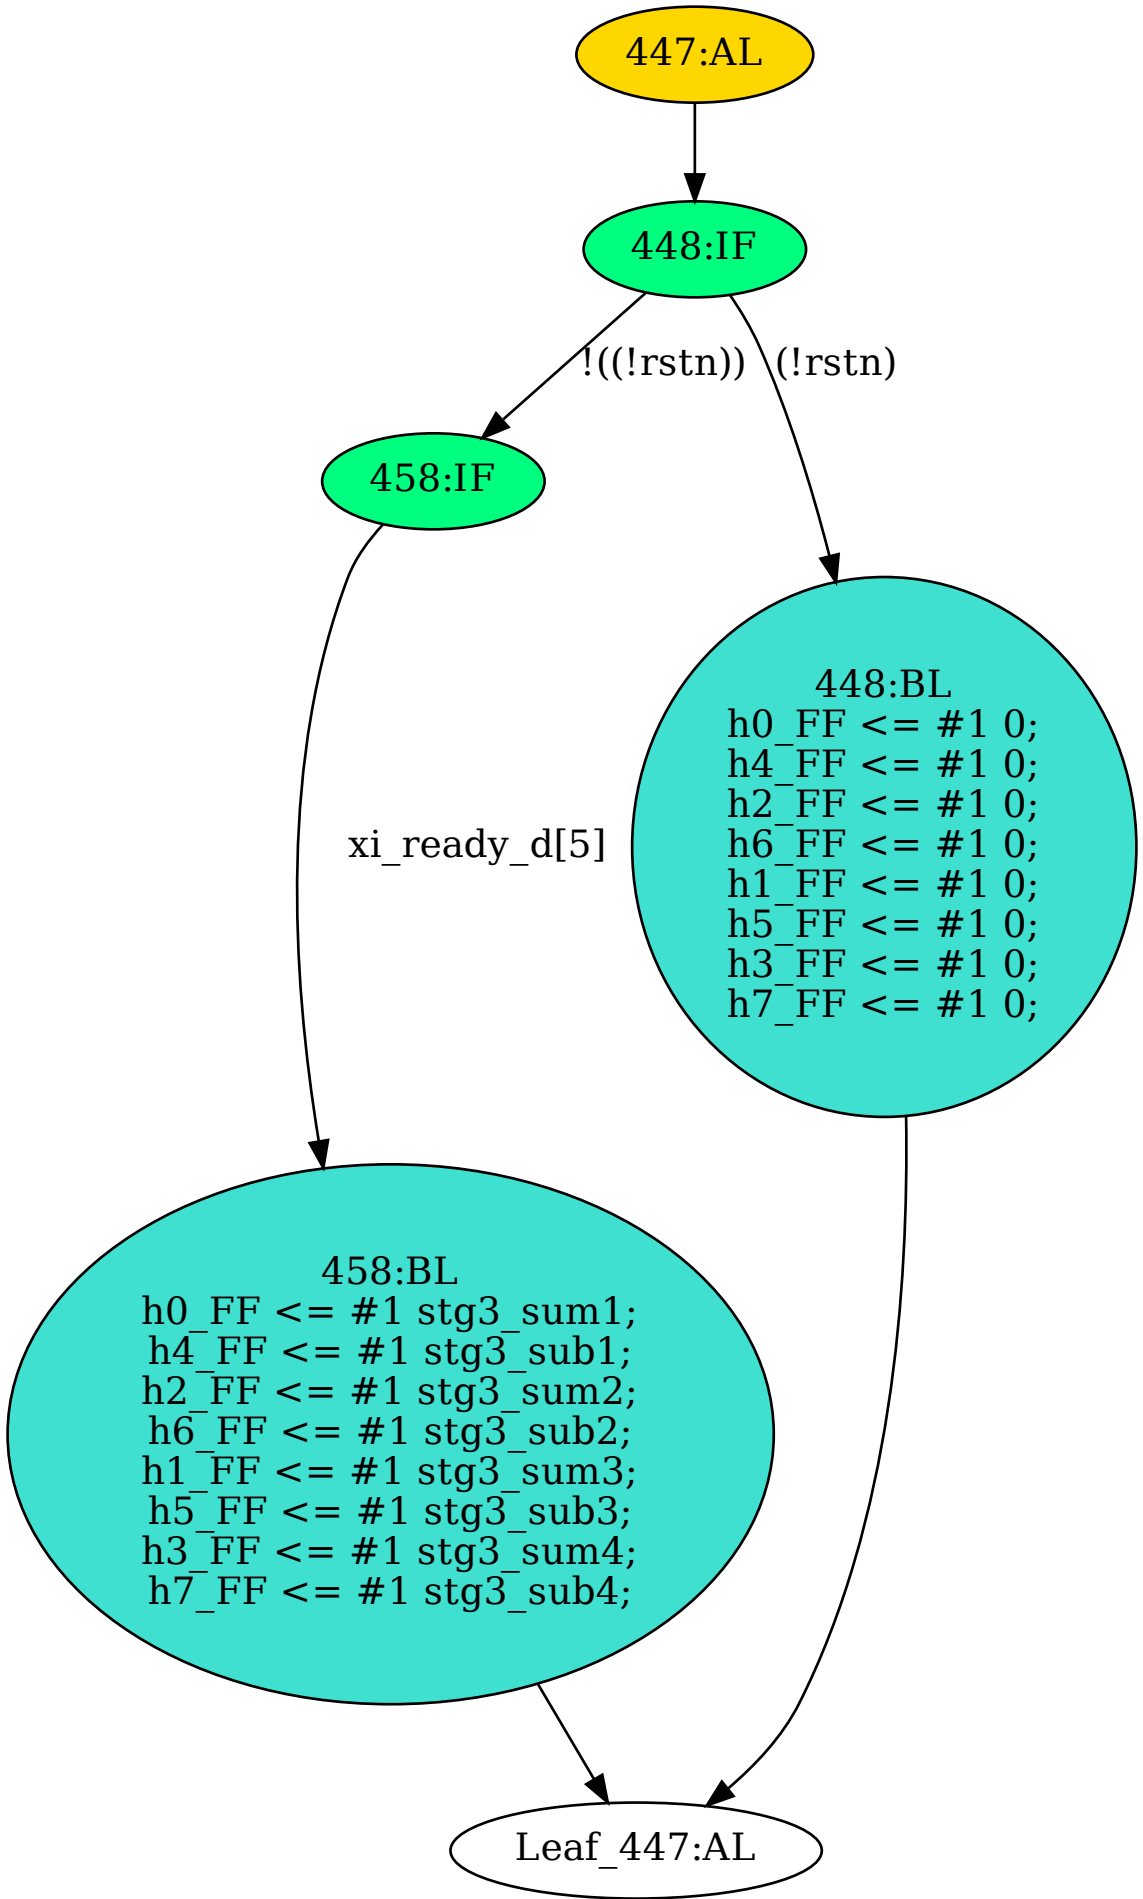 447:AL
448:IF
!((!rstn))
(!rstn)
458:IF
448:BL
h0_FF <= #1 0;
h4_FF <= #1 0;
h2_FF <= #1 0;
h6_FF <= #1 0;
h1_FF <= #1 0;
h5_FF <= #1 0;
h3_FF <= #1 0;
h7_FF <= #1 0;
xi_ready_d[5]
458:BL
h0_FF <= #1 stg3_sum1;
h4_FF <= #1 stg3_sub1;
h2_FF <= #1 stg3_sum2;
h6_FF <= #1 stg3_sub2;
h1_FF <= #1 stg3_sum3;
h5_FF <= #1 stg3_sub3;
h3_FF <= #1 stg3_sum4;
h7_FF <= #1 stg3_sub4;
Leaf_447:AL